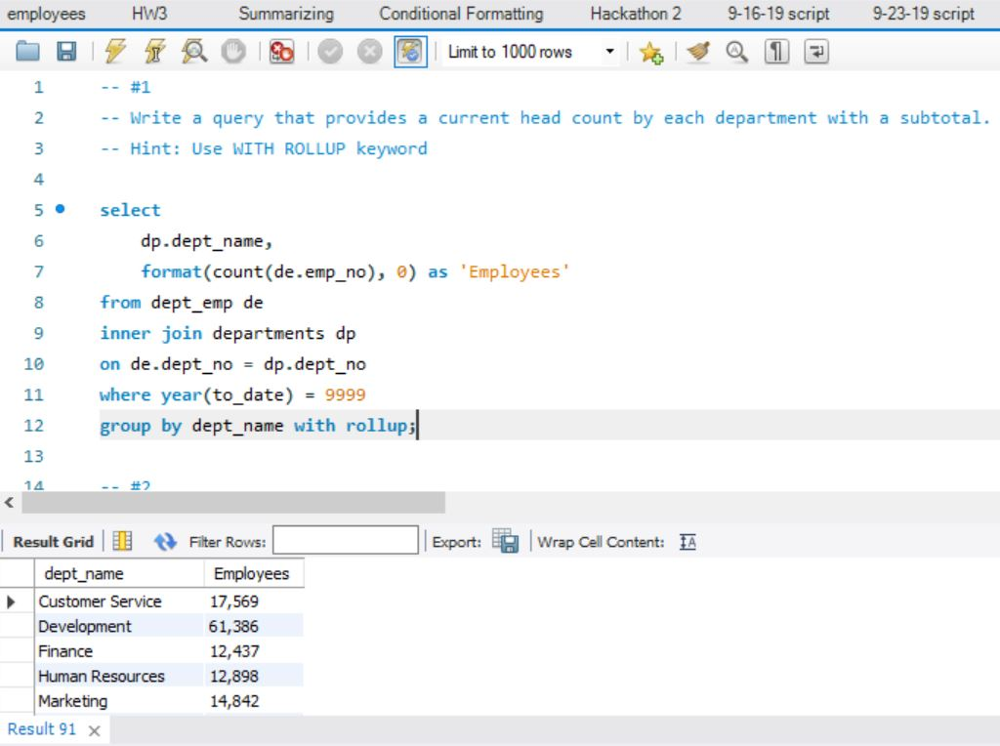 employees HW3 Summarizing Conditional Formatting Hackathon 2 9-16-19 script 9-23-19 script
Limit to 1000 rows
1 -- #1
2 -- Write a query that provides a current head count by each department with a subtotal.
3 -- Hint: Use WITH ROLLUP keyword
4
5 select
6 dp.dept_name,
7 format(count(de.emp_no), 0) as 'Employees'
8 from dept_emp de
9 inner join departments dp
10 on de.dept_no = dp.dept_no
11 where year(to_date) = 9999
12 group by dept_name with rollup;
13
14 -- #2
Result Grid Filter Rows: Export: Wrap Cell Content: IA
dept_name Employees
Customer Service 17,569
Development 61,386
Finance 12,437
Human Resources 12,898
Marketing 14,842
Result 91